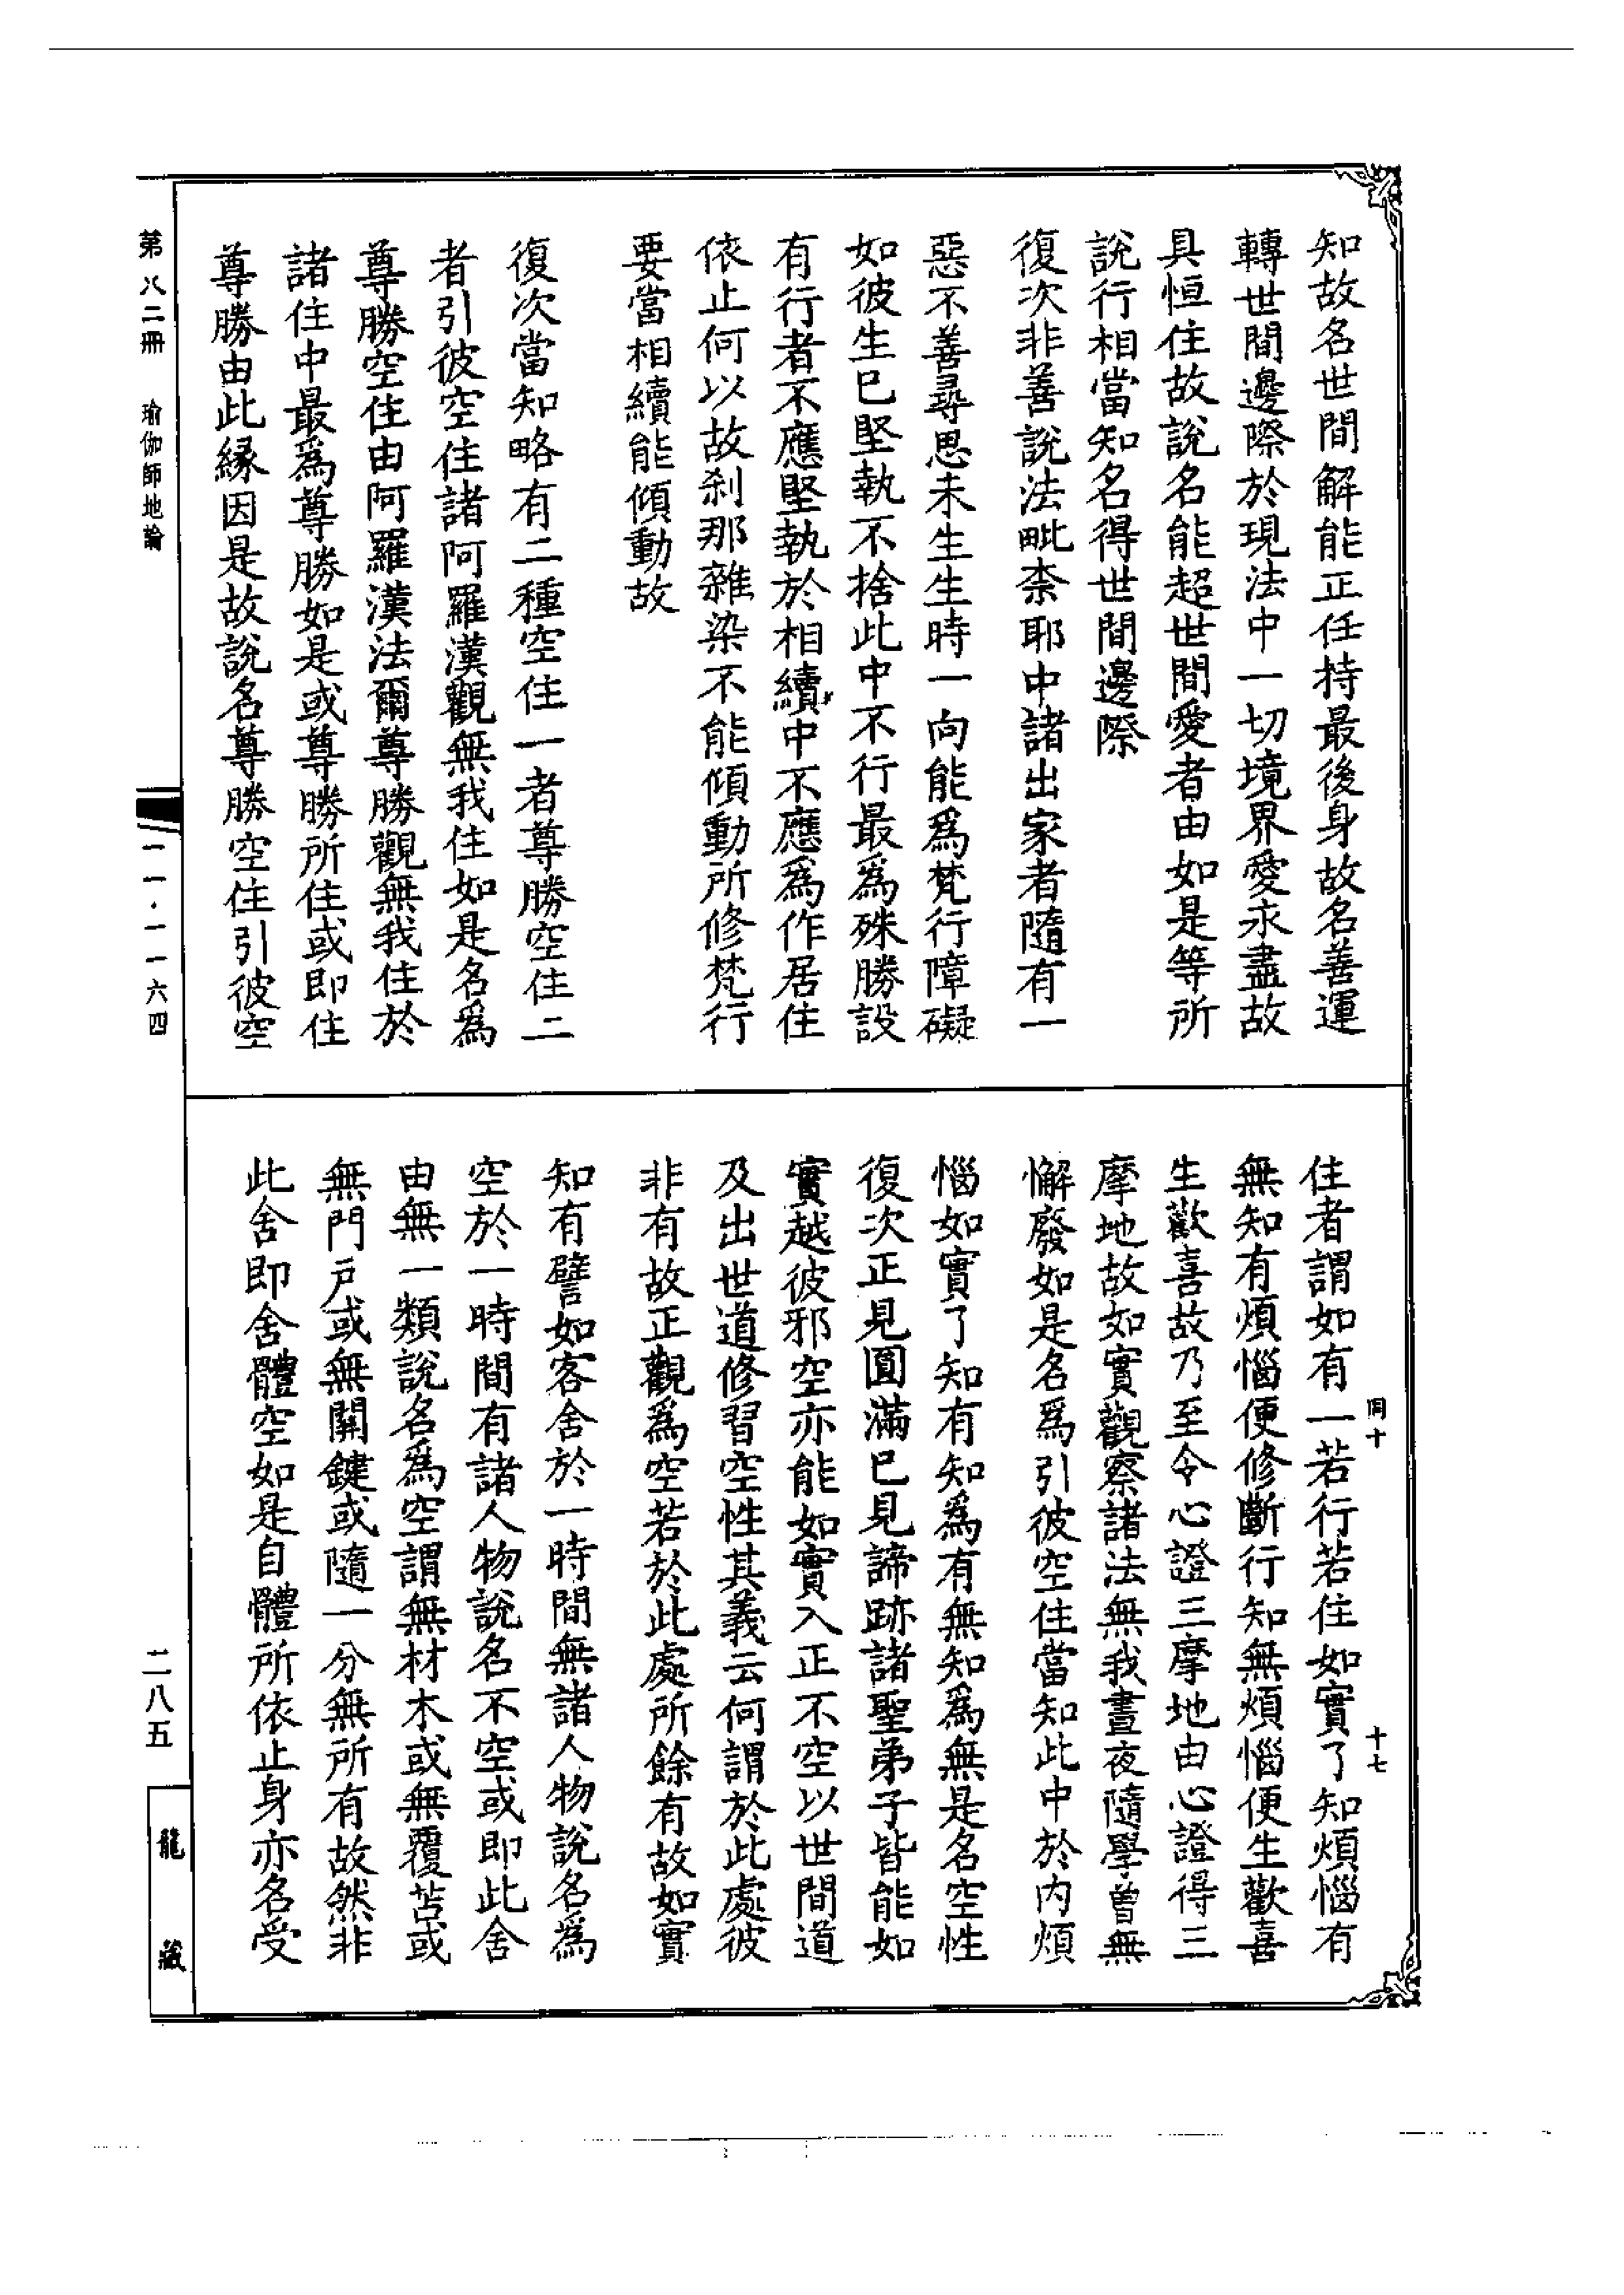 知故名世間解能正任持最後身故名善運
轉世間邊際於現法中一切境界愛永盡故
具恒住故說名能超世間愛者由如是等所
說行相當知名得世間邊際
復次非善說法毗柰耶中諸出家者隨有一
惡不善尋思未生生時一向能爲梵行障礙
如彼生已堅執不捨此中不行最爲殊勝設
有行者不應堅執於相續中不應爲作居住
依止何以故刹那雜染不能傾動所修梵行
要當相續能傾動故
復次當知略有二種空住一者尊勝空住二
者引彼空住諸阿羅漢觀無我住如是名爲
尊勝空住由阿羅漢法爾尊勝觀無我住於
諸住中最爲尊勝如是或尊勝所住或即住
尊勝由此緣因是故說名尊勝空住引彼空
住者謂如有一若行若住如實了知煩惱有
無知有煩惱便修斷行知無煩惱便生歡喜
生歡喜故乃至令心證三摩地由心證得三
摩地故如實觀察諸法無我晝夜隨學曾無
懈廢如是名爲引彼空住當知此中於內煩
惱如實了知有知爲有無知爲無是名空性
復次正見圓滿已見諦跡諸聖弟子皆能如
實越彼邪空亦能如實入正不空以世間道
及出世道修習空性其義云何謂於此處彼
非有故正觀爲空若於此處所餘有故如實
知有譬如客舍於一時間無諸人物說名爲
空於一時間有諸人物說名不空或即此舍
由無一類說名爲空謂無材木或無覆苫或
無門戶或無關鍵或隨一分無所有故然非
此舍即舍體空如是自體所依止身亦名受
同十
十七
第八二冊 瑜伽師地論
一一·一一六四
二八五
龍藏